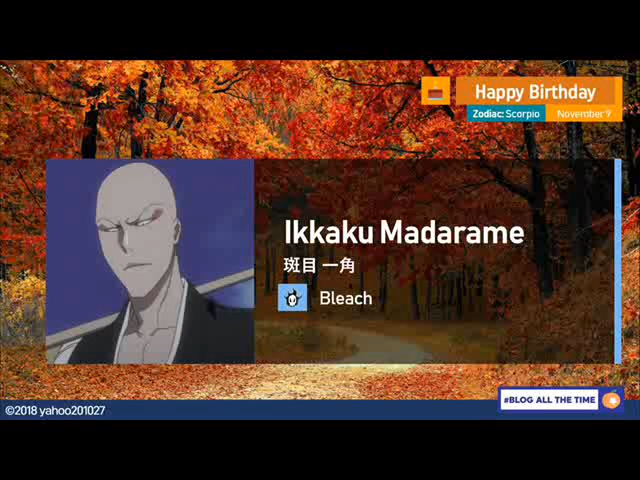 Happy Birthday
Zodiac: Scorpio
November 9
Ikkaku Madarame
斑目 一角
Bleach
#BLOG ALL THE TIME
©2018 yahoo201027